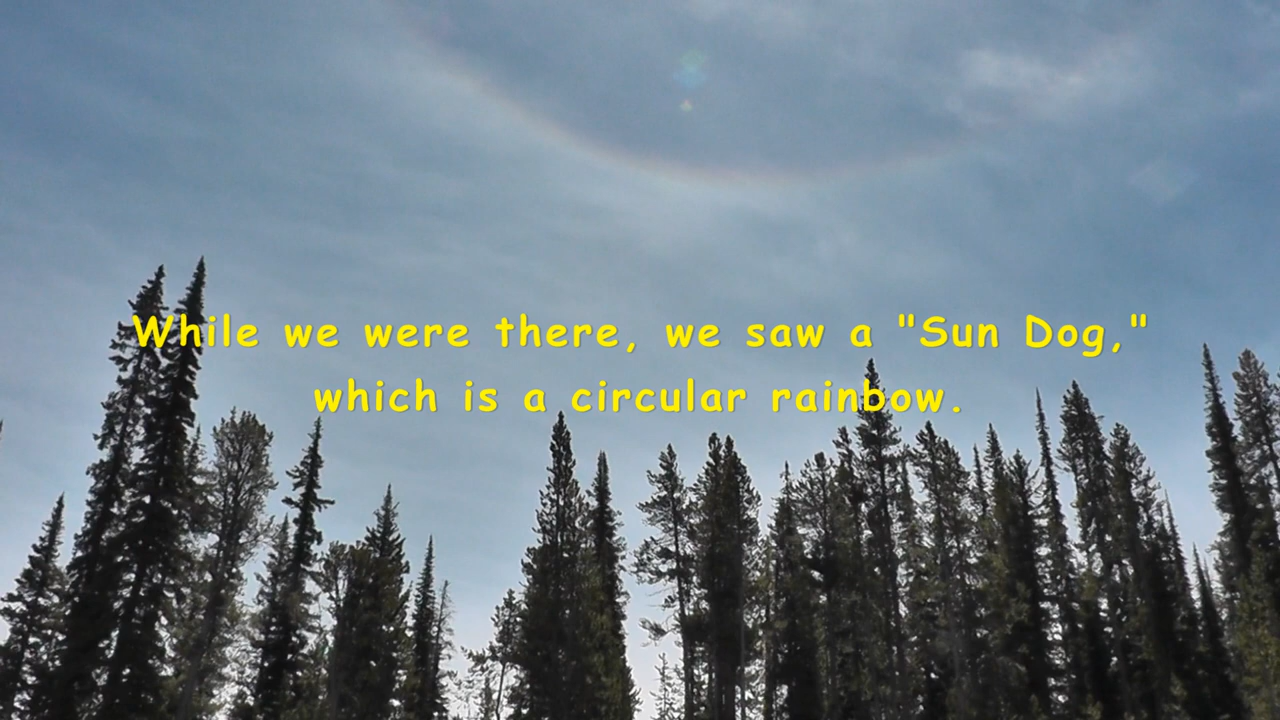 While we were there, we saw a "Sun Dog,"
which is a circular rainbow.